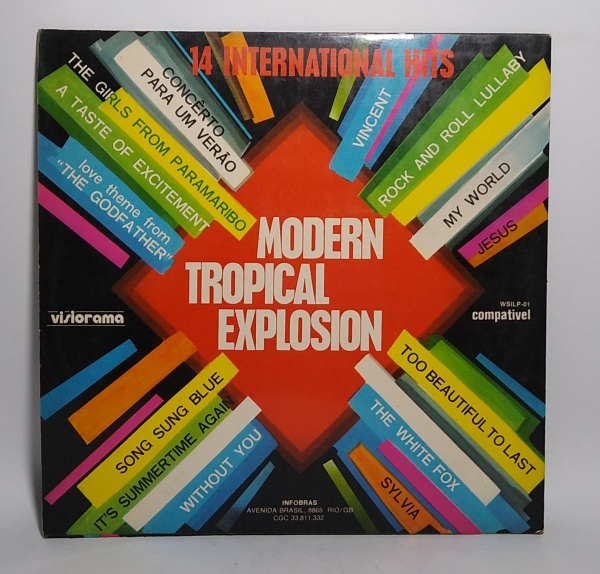 14 INTERNATIONAL HITS
CONCÊRTO
PARA UM VERÃO
THE GIRLS FROM PARAMARIBO
A TASTE OF EXCITEMENT
love theme from
"THE GODFATHER"
VINCENT
ROCK AND ROLL LULLABY
MY WORLD
JESUS
MODERN
TROPICAL
EXPLOSION
visiorama
WSILP-01
compatível
SONG SUNG BLUE
IT'S SUMMERTIME AGAIN
WITHOUT YOU
TOO BEAUTIFUL TO LAST
THE WHITE FOX
SYLVIA
INFOBRAS
AVENIDA BRASIL, 8865 RIO/GB
CGC 33 811 332